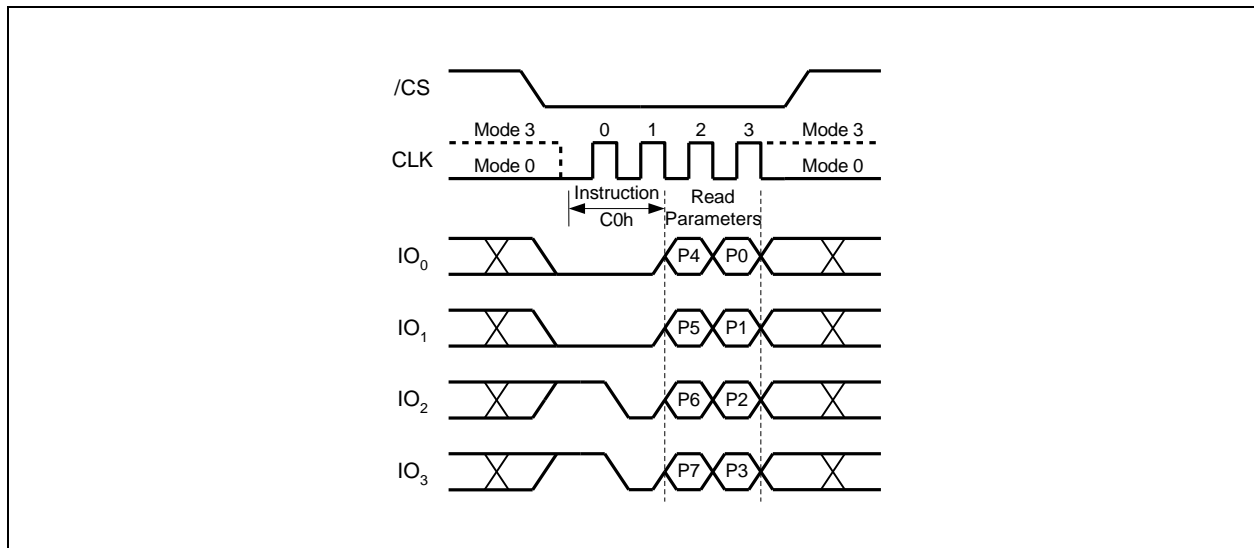 /CS
Mode 3 0 1 2 3 Mode 3
CLK
Mode 0 Mode 0
Instruction Read
C0h Parameters
IO0 P4 P0
IO1 P5 P1
IO2 P6 P2
IO3 P7 P3